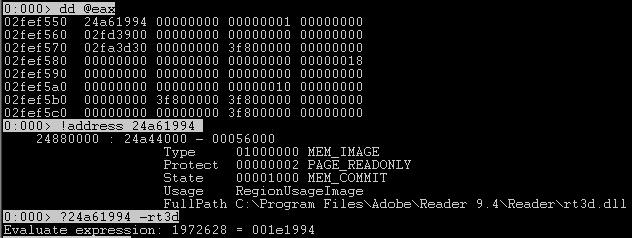 0:000> dd @eax
02fef550 24a61994 00000000 00000001 00000000
02fef560 02fd3900 00000000 00000000 00000000
02fef570 02fa3d30 00000000 3f800000 00000000
02fef580 00000000 00000000 00000000 00000018
02fef590 00000000 00000000 00000000 00000000
02fef5a0 00000000 00000000 00000010 00000000
02fef5b0 00000000 3f800000 3f800000 00000000
02fef5c0 00000000 00000000 3f800000 00000000
0:000> !address 24a61994
24880000 : 24a44000 - 00056000
Type 01000000 MEM_IMAGE
Protect 00000002 PAGE_READONLY
State 00001000 MEM_COMMIT
Usage RegionUsageImage
FullPath C:\Program Files\Adobe\Reader 9.4\Reader\rt3d.dll
0:000> ?24a61994 -rt3d
Evaluate expression: 1972628 = 001e1994